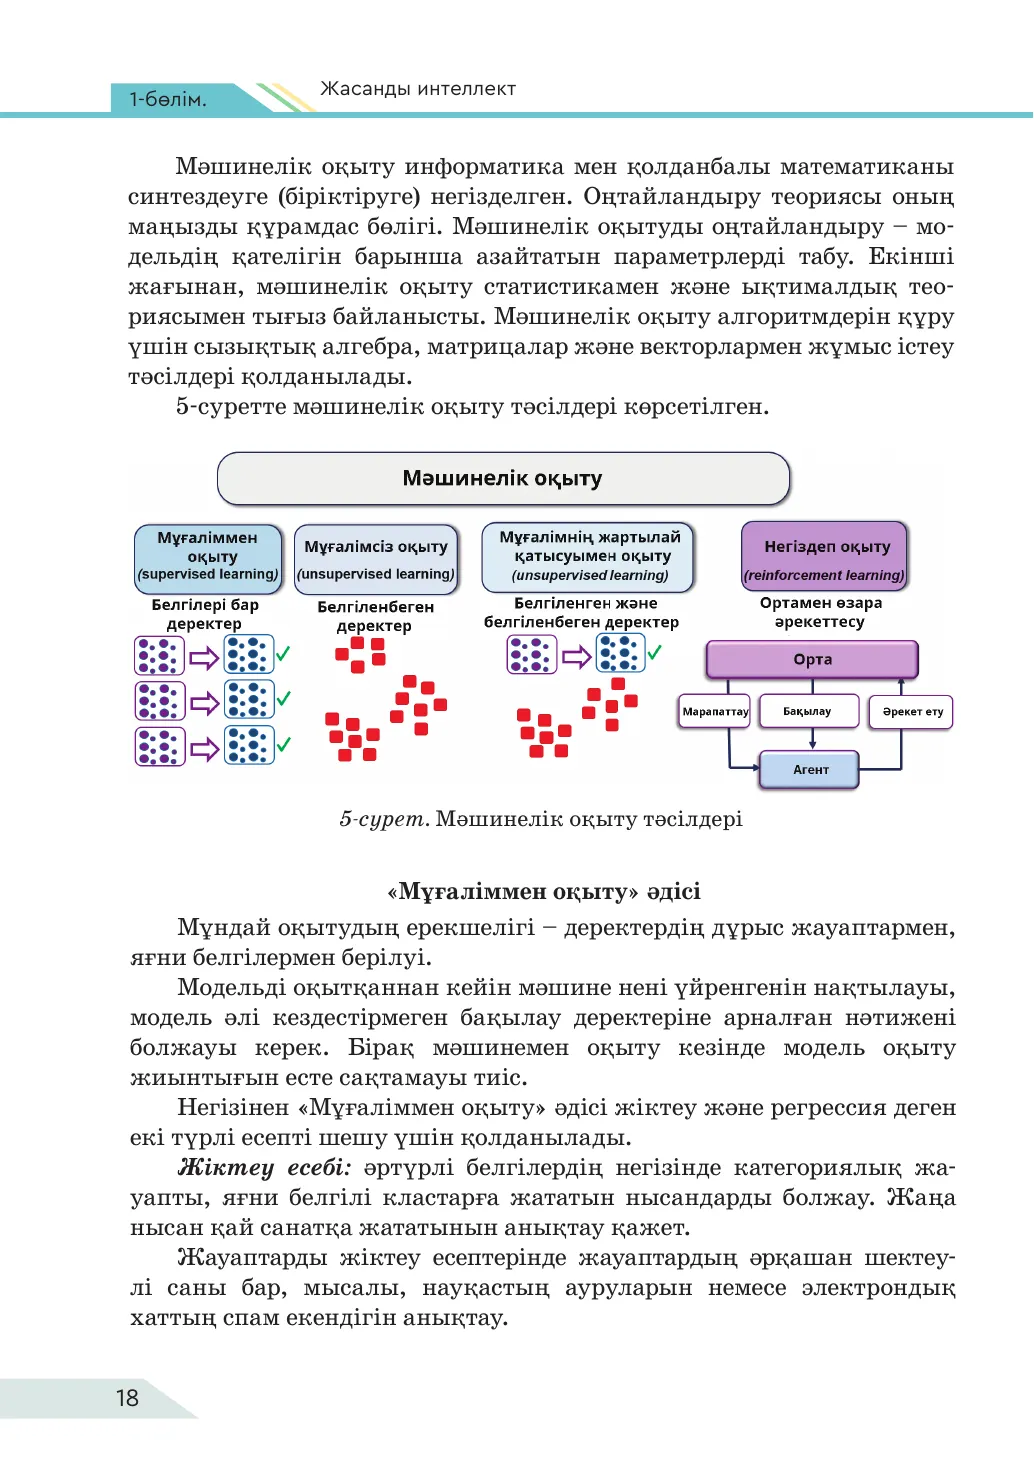 1-бөлім.
Жасанды интеллект
Мәшинелік оқыту информатика мен қолданбалы математиканы
синтездеуге (біріктіруге) негізделген. Оңтайландыру теориясы оның
маңызды құрамдас бөлігі. Мәшинелік оқытуды оңтайландыру – мо-
дельдің қателігін барынша азайтатын параметрлерді табу. Екінші
жағынан, мәшинелік оқыту статистикамен және ықтималдық тео-
риясымен тығыз байланысты. Мәшинелік оқыту алгоритмдерін құру
үшін сызықтық алгебра, матрицалар және векторлармен жұмыс істеу
тәсілдері қолданылады.
5-суретте мәшинелік оқыту тәсілдері көрсетілген.
Мәшинелік оқыту
Мұғаліммен
оқыту
(supervised learning)
Белгілері бар
деректер
Мұғалімсіз оқыту
(unsupervised learning)
Белгіленбеген
деректер
Мұғалімнің жартылай
қатысуымен оқыту
(unsupervised learning)
Белгіленген және
белгіленбеген деректер
Негіздеп оқыту
(reinforcement learning)
Ортамен өзара
әрекеттесу
Орта
Марапаттау
Бақылау
Әрекет ету
Агент
5-сурет. Мәшинелік оқыту тәсілдері
«Мұғаліммен оқыту» әдісі
Мұндай оқытудың ерекшелігі – деректердің дұрыс жауаптармен,
яғни белгілермен берілуі.
Модельді оқытқаннан кейін мәшине нені үйренгенін нақтылауы,
модель әлі кездестірмеген бақылау деректеріне арналған нәтижені
болжауы керек. Бірақ мәшинемен оқыту кезінде модель оқыту
жиынтығын есте сақтамауы тиіс.
Негізінен «Мұғаліммен оқыту» әдісі жіктеу және регрессия деген
екі түрлі есепті шешу үшін қолданылады.
Жіктеу есебі: әртүрлі белгілердің негізінде категориялық жа-
уапты, яғни белгілі кластарға жататын нысандарды болжау. Жаңа
нысан қай санатқа жататынын анықтау қажет.
Жауаптарды жіктеу есептерінде жауаптардың әрқашан шектеу-
лі саны бар, мысалы, науқастың ауруларын немесе электрондық
хаттың спам екендігін анықтау.
18